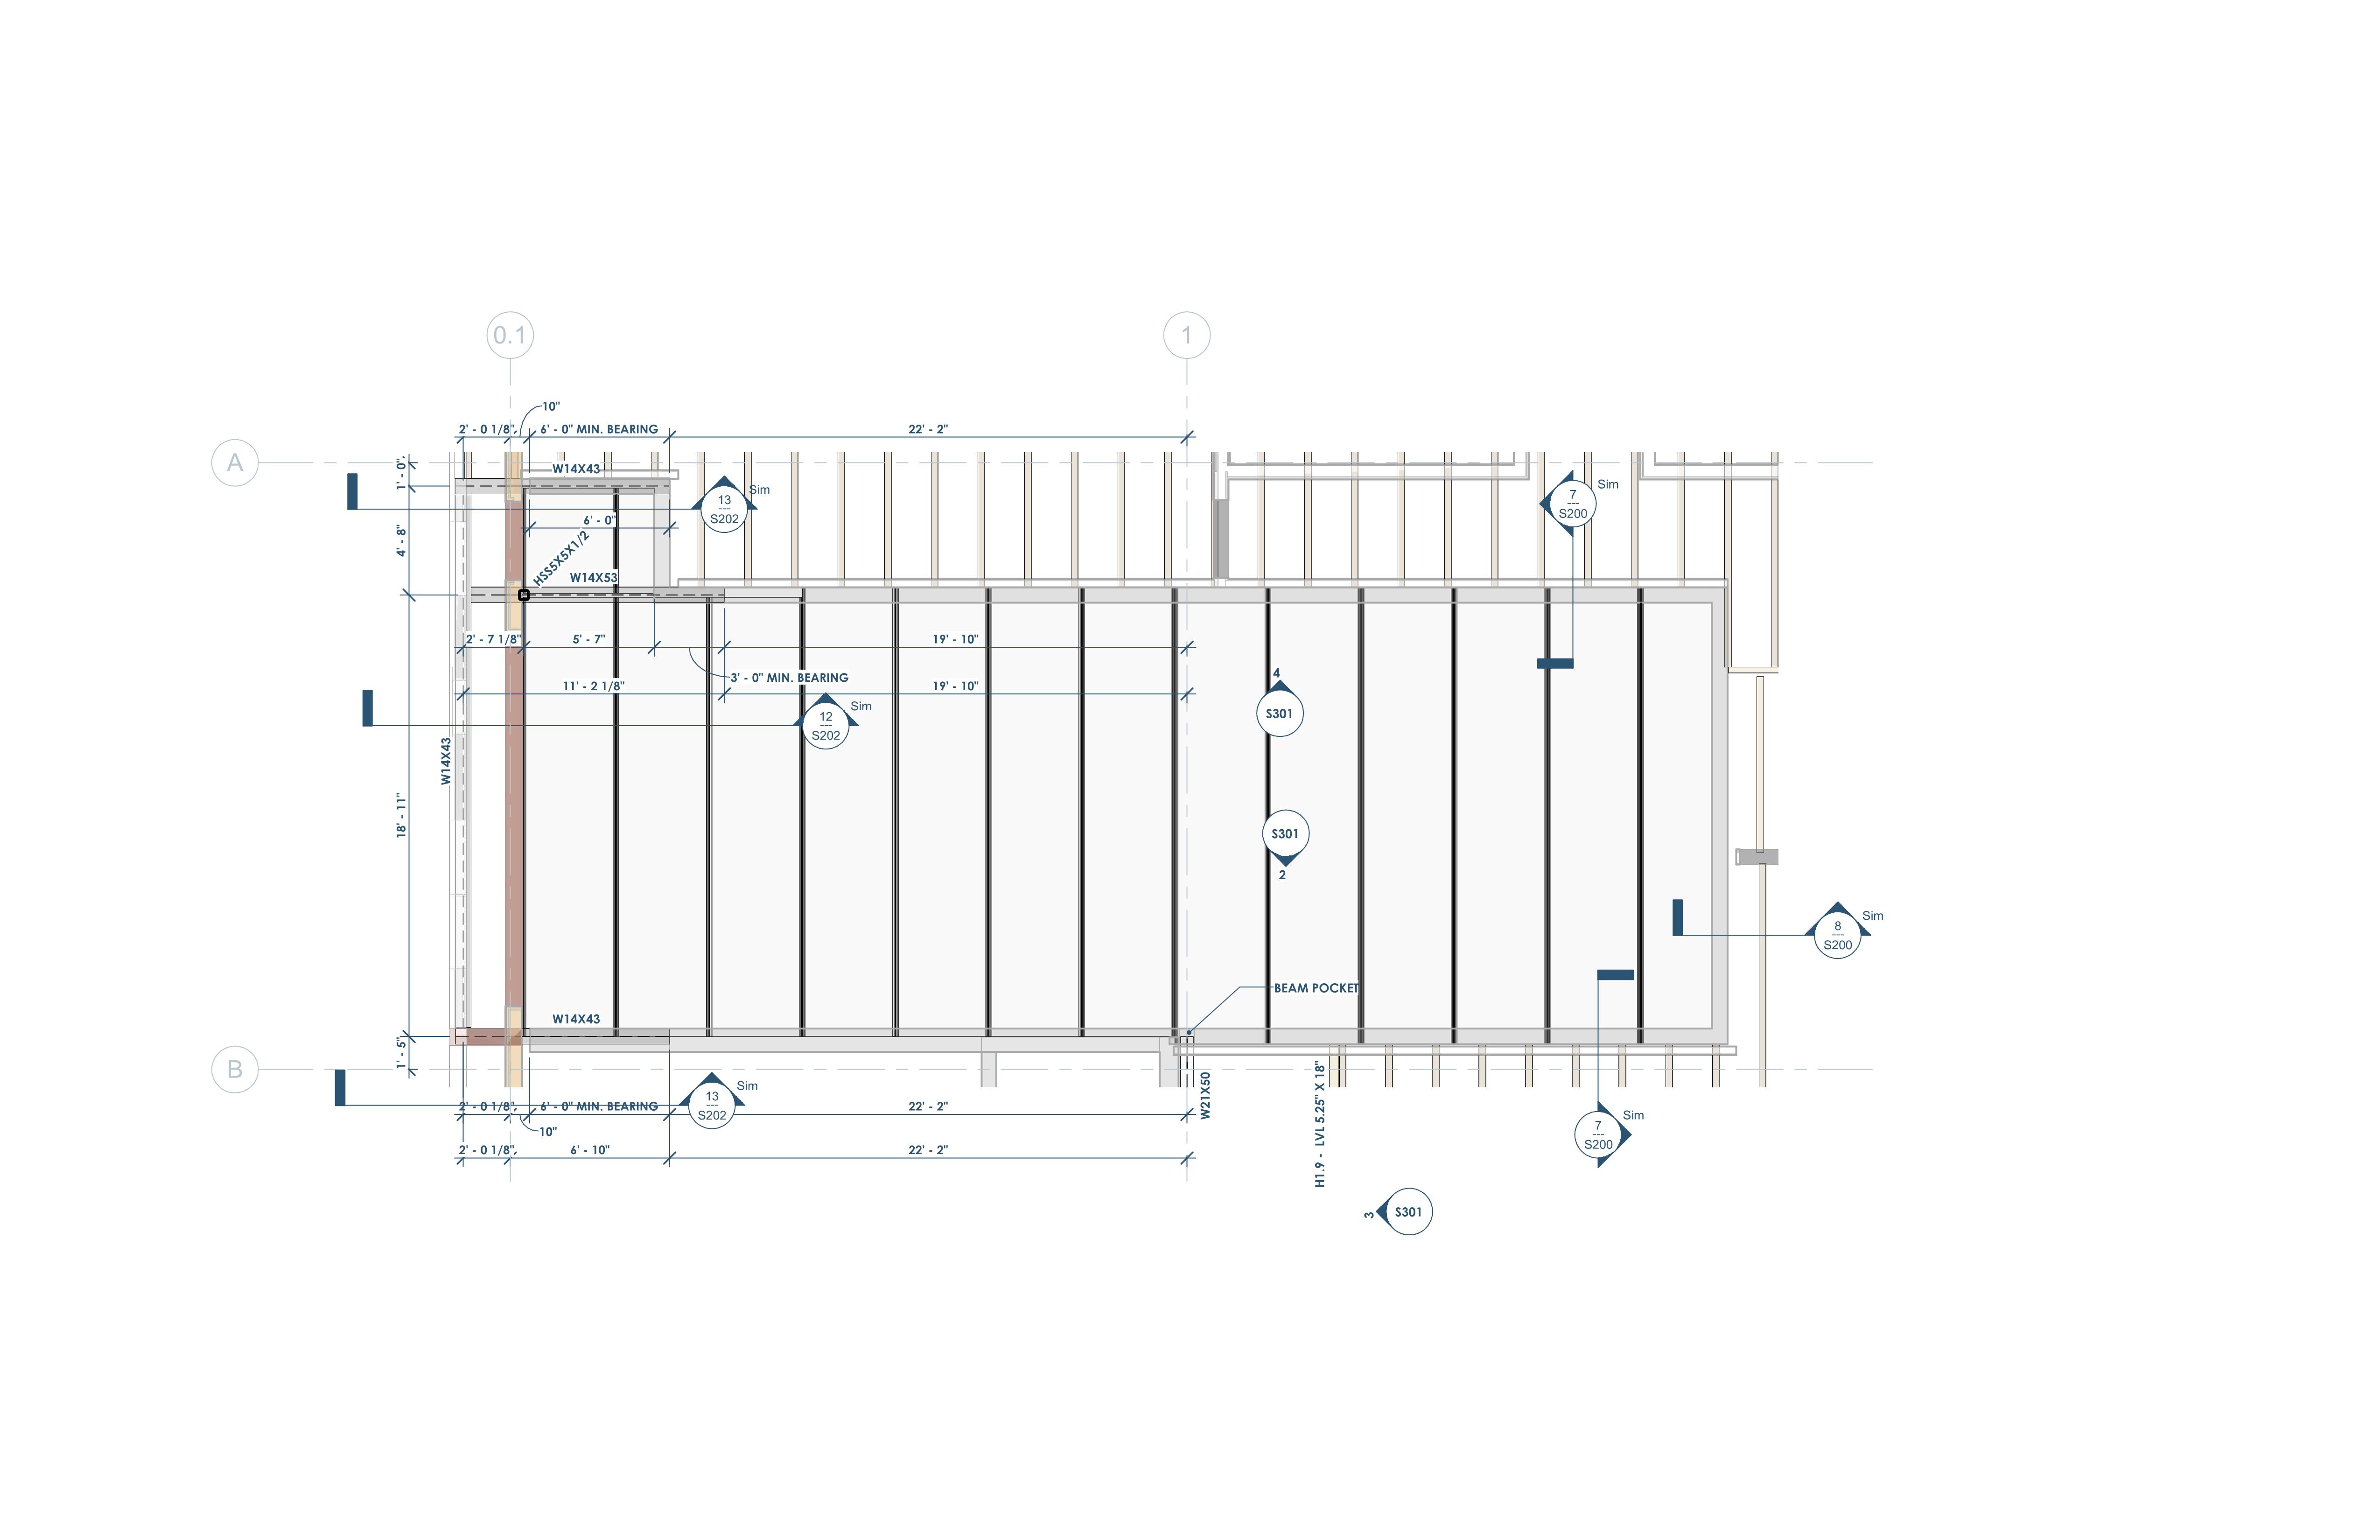 0.1
1
10"
2' - 0 1/8"
6' - 0" MIN. BEARING
22' - 2"
A
1' - 0"
W14X43
13
---
S202
Sim
7
---
S200
Sim
6' - 0"
4' - 8"
HSS5X5X1/2
W14X53
2' - 7 1/8"
5' - 7"
19' - 10"
3' - 0" MIN. BEARING
11' - 2 1/8"
19' - 10"
4
S301
12
---
S202
Sim
W14X43
18' - 11"
S301
2
8
---
S200
Sim
BEAM POCKET
W14X43
1' - 5"
B
13
---
S202
Sim
2' - 0 1/8"
6' - 0" MIN. BEARING
22' - 2"
W21X50
H1.9 - LVL 5.25" X 18"
7
---
S200
Sim
10"
2' - 0 1/8"
6' - 10"
22' - 2"
3
S301